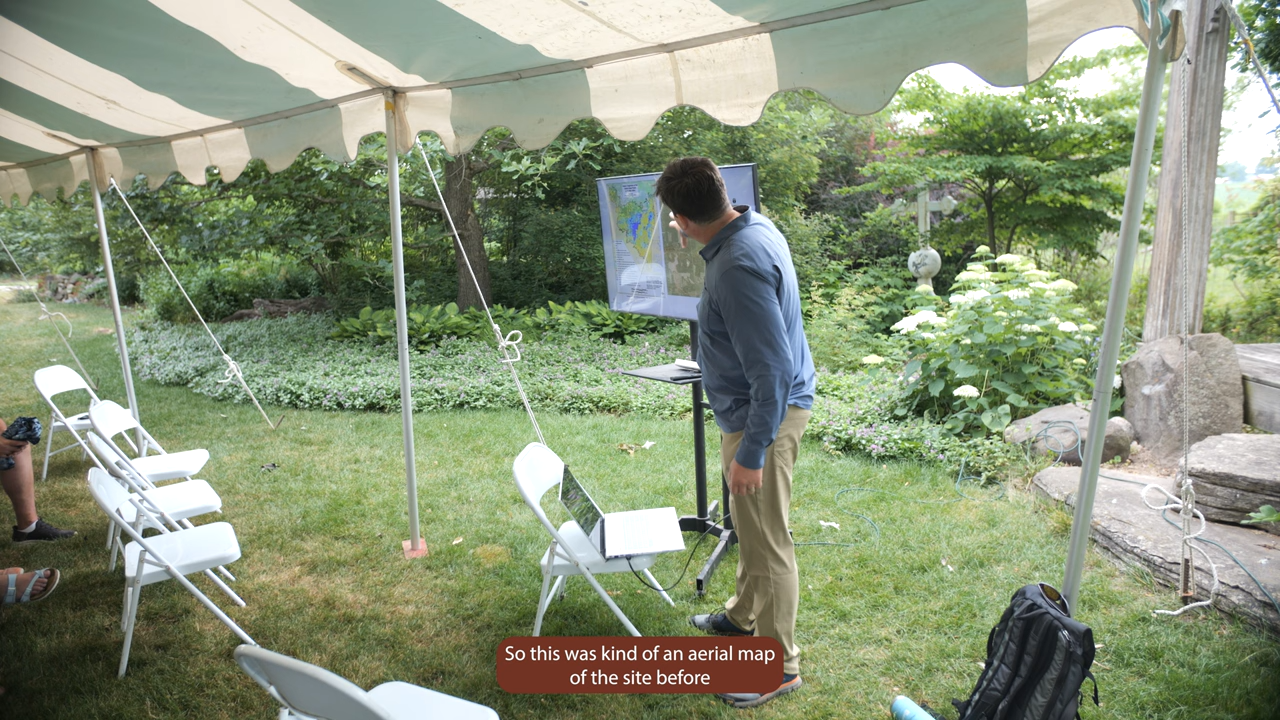 So this was kind of an aerial map
of the site before